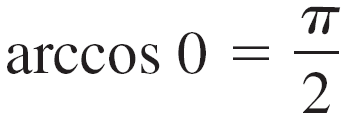 arccos 0 = π/2